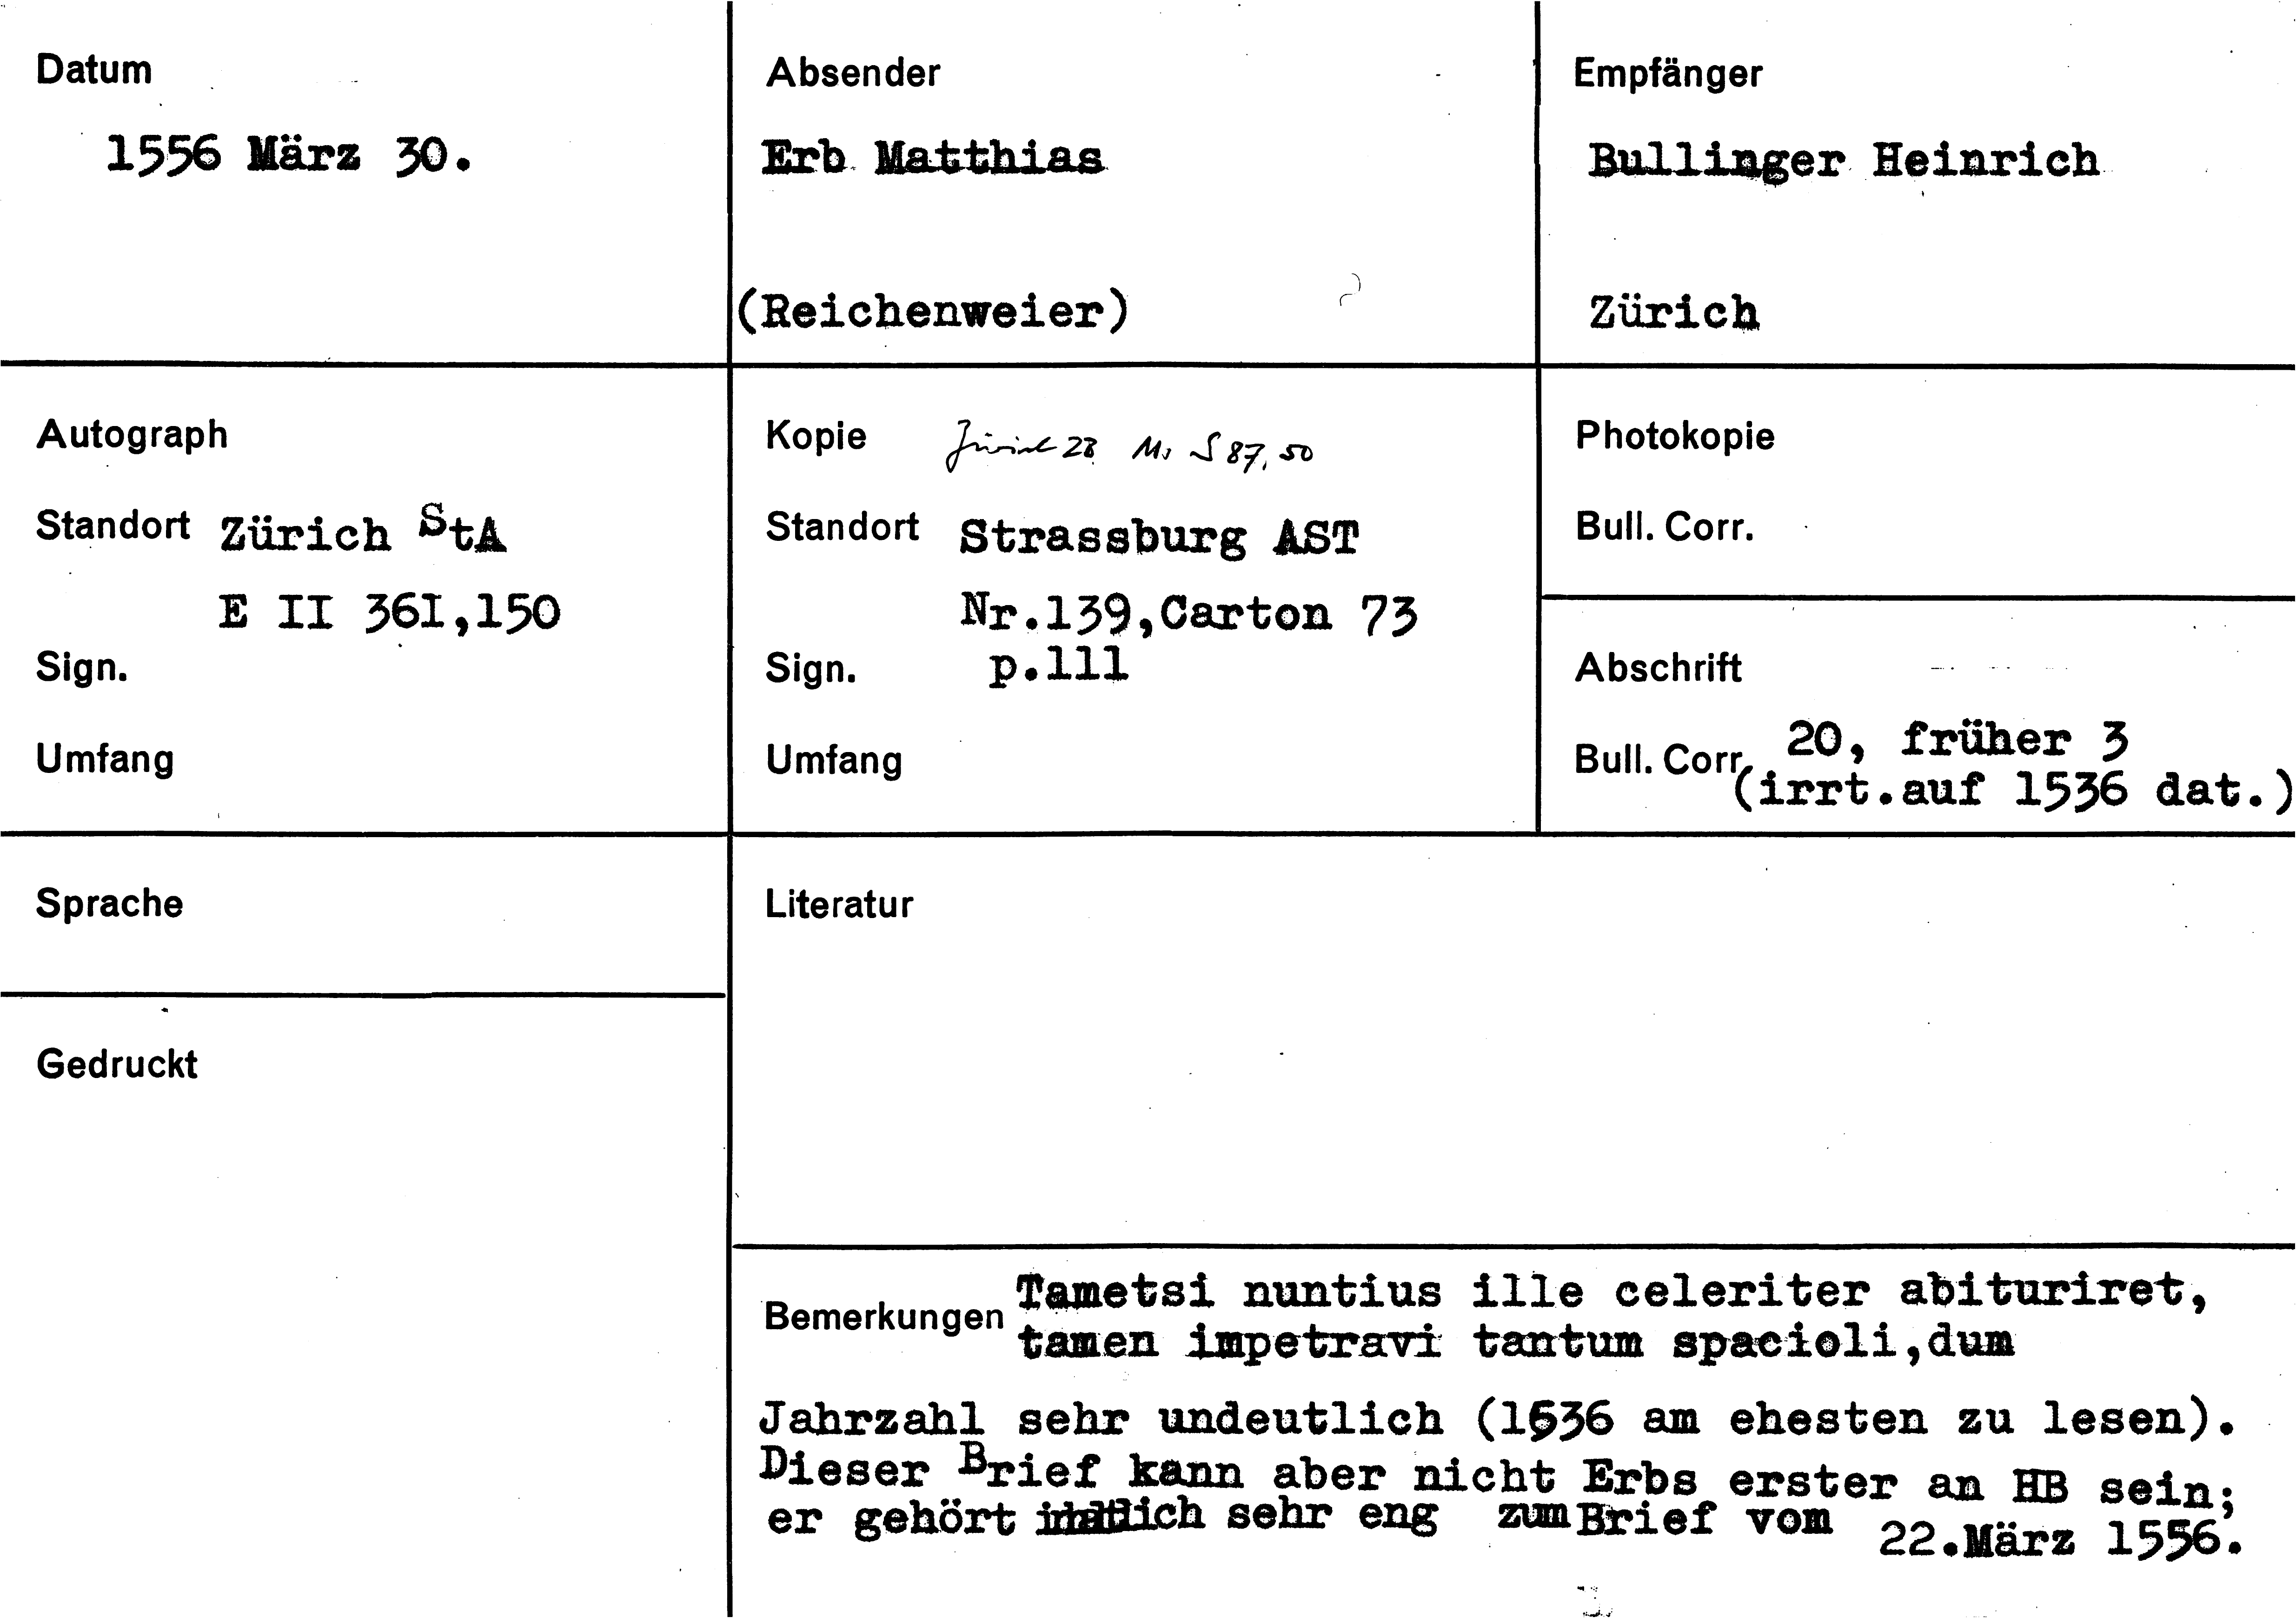 Datum
1556 März 30.
Absender
Erb Matthias
(Reichenweier)
Empfänger
Bullinger Heinrich
Zürich
Autograph
Standort Zürich StA
E II 361,150
Sign.
Umfang
Kopie Zürich ZB Ms S 87, 50
Standort Strassburg AST
Nr.139,Carton 73
Sign. p.111
Umfang
Photokopie
Bull. Corr.
Abschrift
Bull. Corr. 20, früher 3
(irrt.auf 1536 dat.)
Sprache
Gedruckt
Literatur
Bemerkungen
Tametsi nuntius ille celeriter abituriret,
tamen impetravi tantum spacioli,dum
Jahrzahl sehr undeutlich (1536 am ehesten zu lesen).
Dieser Brief kann aber nicht Erbs erster an HB sein;
er gehört inhaltlich sehr eng zum Brief vom 22.März 1556.